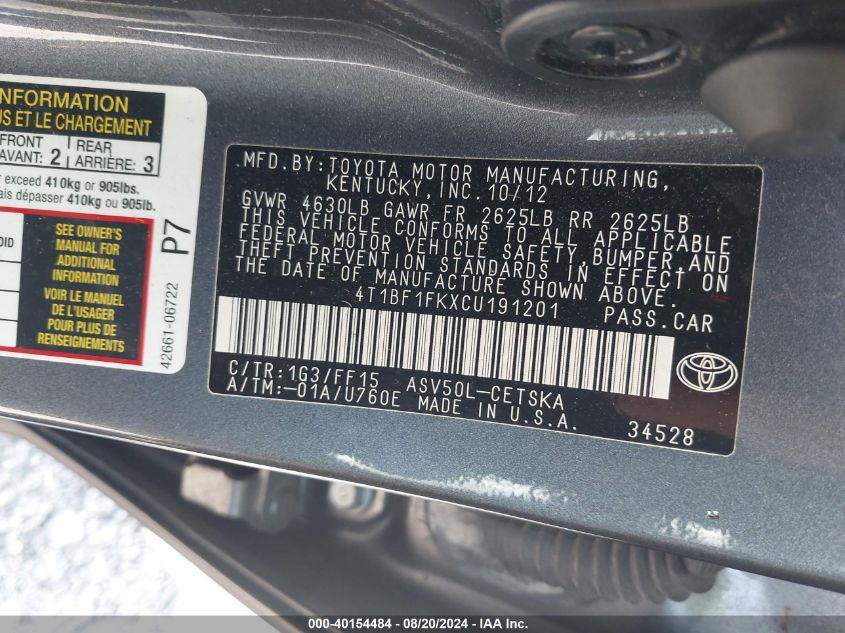 NFORMATION
US ET LE CHARGEMENT
FRONT
AVANT: 2
REAR
ARRIÈRE: 3
exceed 410kg or 905lbs.
ais dépasser 410kg ou 905lb.
SEE OWNER'S
MANUAL FOR
ADDITIONAL
INFORMATION
VOIR LE MANUEL
DE L'USAGER
POUR PLUS DE
RENSEIGNEMENTS
42661-06722
P7
MFD.BY:TOYOTA MOTOR MANUFACTURING,
KENTUCKY, INC. 10/12
GVWR 4630LB GAWR FR 2625LB RR 2625LB
THIS VEHICLE CONFORMS TO ALL APPLICABLE
FEDERAL MOTOR VEHICLE SAFETY, BUMPER, AND
THEFT PREVENTION STANDARDS IN EFFECT ON
THE DATE OF MANUFACTURE SHOWN ABOVE.
4T1BF1FKXCU191201 PASS.CAR
C/TR:1G3/FF15 ASV50L-CETSKA
A/TM:-01A/U760E MADE IN U.S.A.
34528
000-40154484 - 08/20/2024 - IAA Inc.